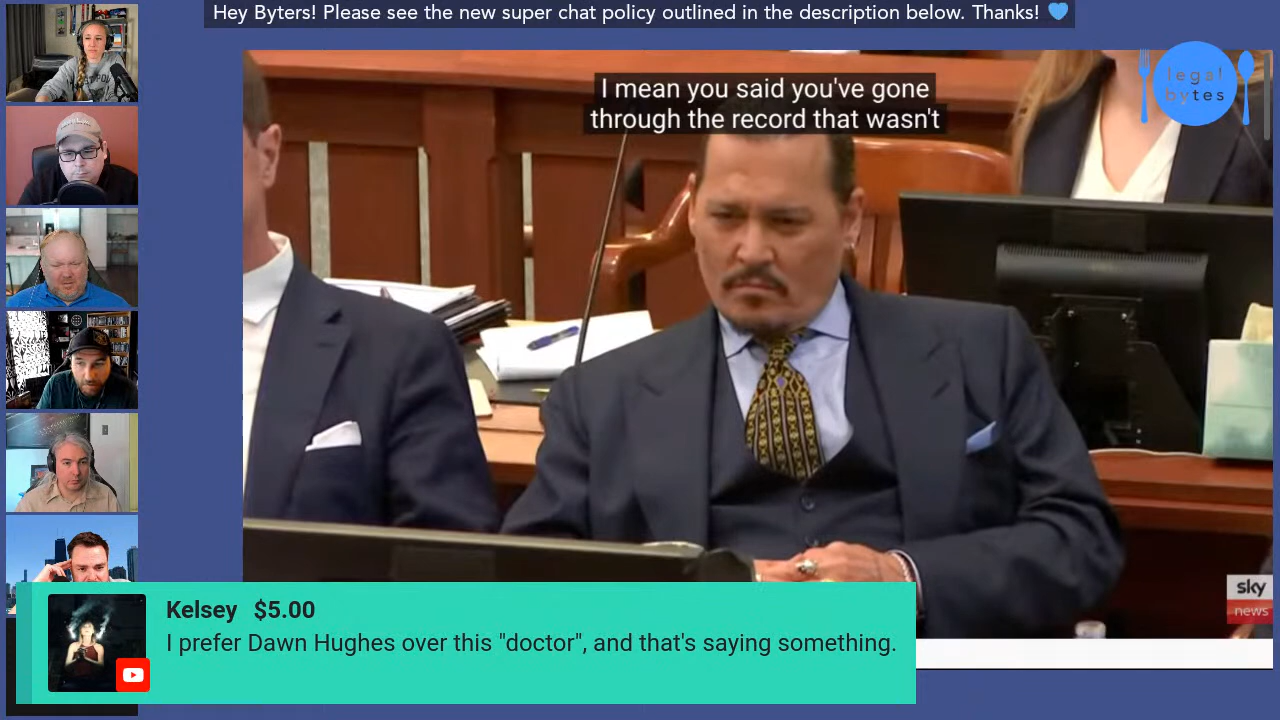 Hey Byters! Please see the new super chat policy outlined in the description below. Thanks! 💙
legal
bytes
I mean you said you've gone
through the record that wasn't
sky
news
Kelsey $5.00
I prefer Dawn Hughes over this "doctor", and that's saying something.